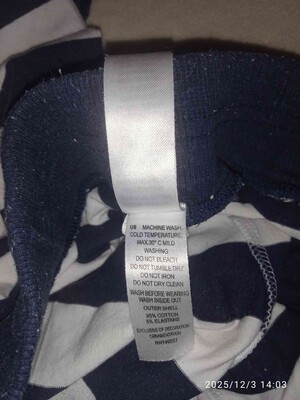 US MACHINE WASH
COLD TEMPERATURE
MAX.30° C MILD
WASHING
DO NOT BLEACH
DO NOT TUMBLE DRY
DO NOT IRON
DO NOT DRY CLEAN
WASH BEFORE WEARING
WASH INSIDE OUT
OUTER SHELL
95% COTTON
5% ELASTANE
EXCLUSIVE OF DECORATION
2025/12/3 14:03